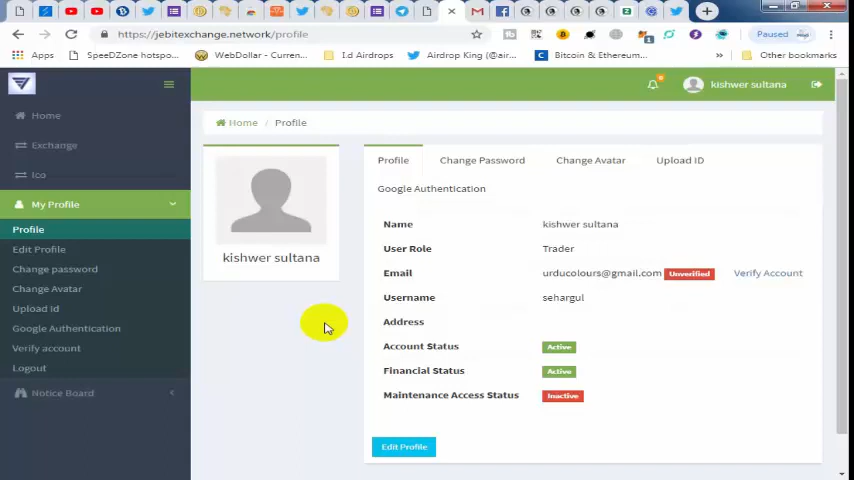 https://jebitexchange.network/profile
Paused
Apps
SpeeDZone hotspo...
WebDollar - Curren...
I.d Airdrops
Airdrop King (@air...
Bitcoin & Ethereum...
»
Other bookmarks
kishwer sultana
Home
Home / Profile
Exchange
Ico
My Profile
Profile
Edit Profile
Change password
Change Avatar
Upload Id
Google Authentication
Verify account
Logout
Notice Board
kishwer sultana
Profile
Change Password
Change Avatar
Upload ID
Google Authentication
Name kishwer sultana
User Role Trader
Email urducolours@gmail.com Unverified Verify Account
Username sehargul
Address
Account Status Active
Financial Status Active
Maintenance Access Status Inactive
Edit Profile